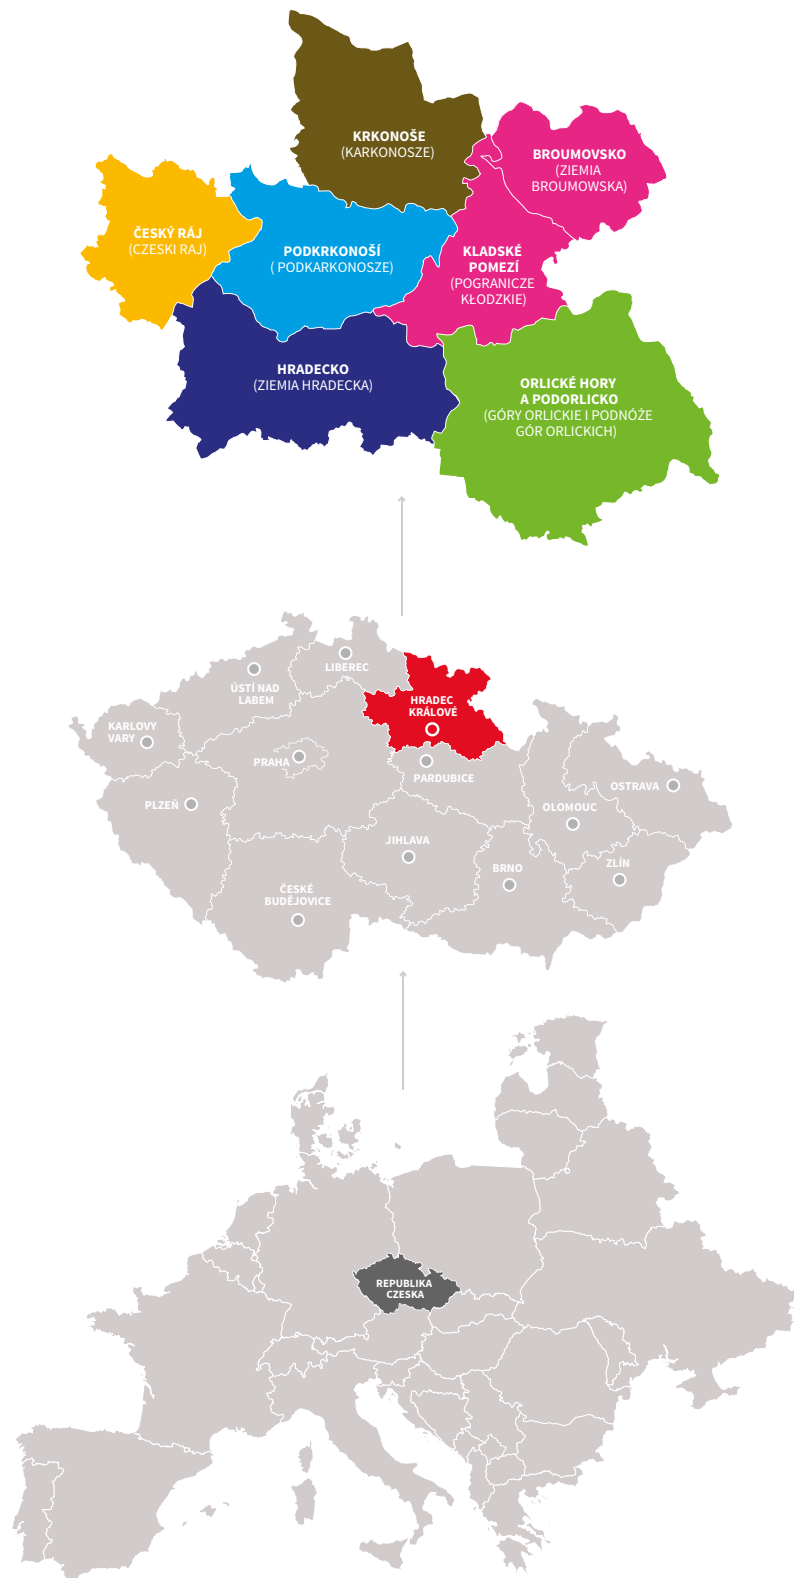 KRKONOŠE
(KARKONOSZE)
BROUMOVSKO
(ZIEMIA
BROUMOWSKA)
ČESKÝ RÁJ
(CZESKI RAJ)
PODKRKONOŠÍ
( PODKARKONOSZE)
KLADSKÉ
POMEZÍ
(POGRANICZE
KŁODZKIE)
HRADECKO
(ZIEMIA HRADECKA)
ORLICKÉ HORY
A PODORLICKO
(GÓRY ORLICKIE I PODNÓŻE
GÓR ORLICKICH)
LIBEREC
ÚSTÍ NAD
LABEM
HRADEC
KRÁLOVÉ
KARLOVY
VARY
PRAHA
PARDUBICE
OSTRAVA
PLZEŇ
OLOMOUC
JIHLAVA
BRNO
ZLÍN
ČESKÉ
BUDĚJOVICE
REPUBLIKA
CZESKA